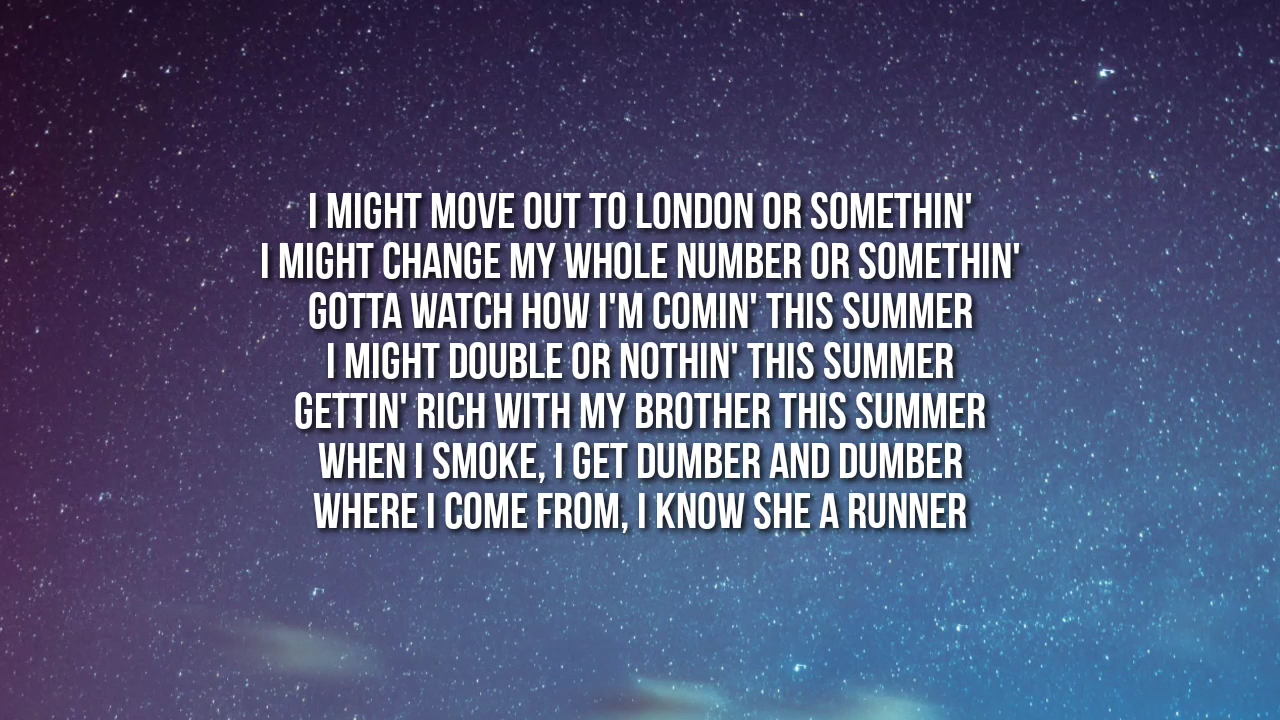 I MIGHT MOVE OUT TO LONDON OR SOMETHIN'
I MIGHT CHANGE MY WHOLE NUMBER OR SOMETHIN'
GOTTA WATCH HOW I'M COMIN' THIS SUMMER
I MIGHT DOUBLE OR NOTHIN' THIS SUMMER
GETTIN' RICH WITH MY BROTHER THIS SUMMER
WHEN I SMOKE, I GET DUMBER AND DUMBER
WHERE I COME FROM, I KNOW SHE A RUNNER